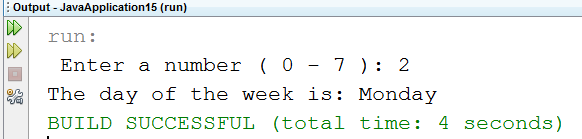 Output - JavaApplication15 (run)
run:
Enter a number ( 0 - 7 ): 2
The day of the week is: Monday
BUILD SUCCESSFUL (total time: 4 seconds)